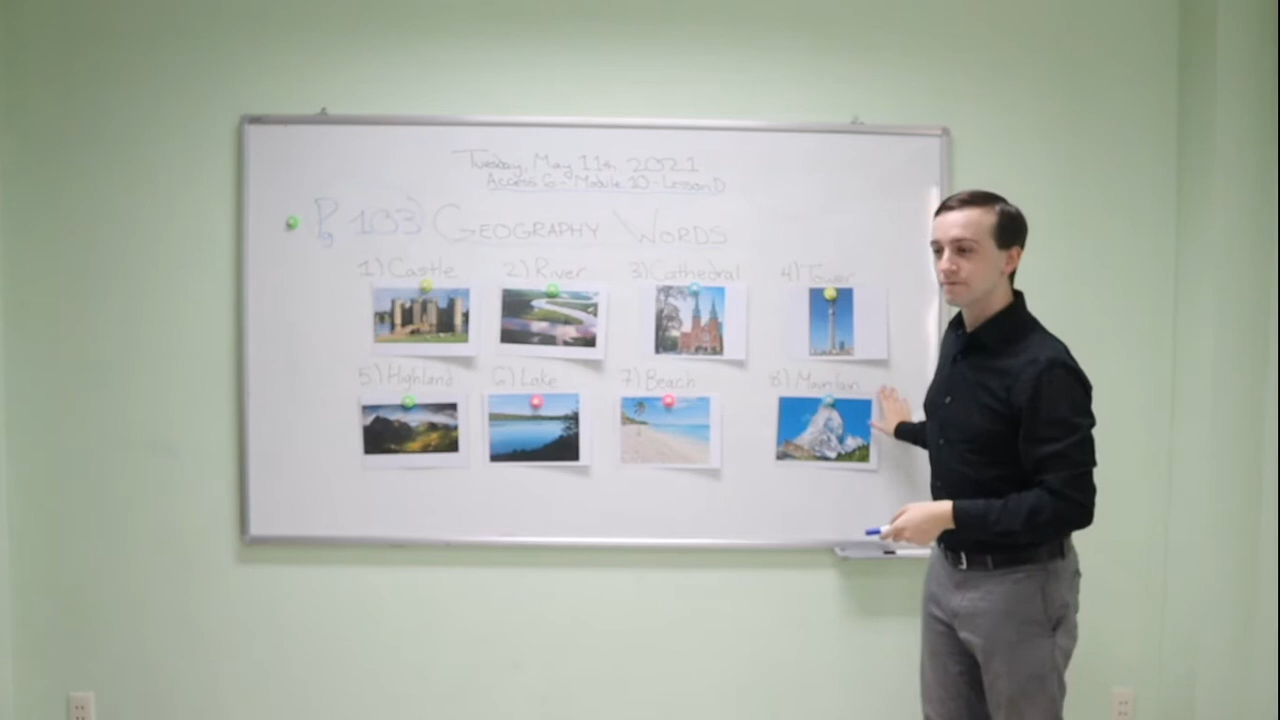 Tuesday, May 11th 2021
Access 6 - Module 10 - Lesson D
Pg 103) GEOGRAPHY WORDS
1) Castle 2) River 3) Cathedral 4) Tower
5) Highland 6) Lake 7) Beach 8) Mountain